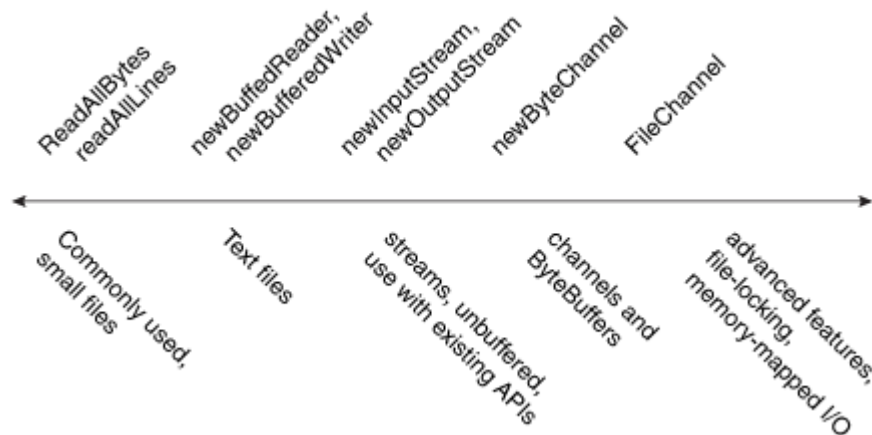 ReadAllBytes
readAllLines
newBuffedReader,
newBufferedWriter
newInputStream,
newOutputStream
newByteChannel
FileChannel
Commonly used,
small files
Text files
streams, unbuffered,
use with existing APIs
channels and
ByteBuffers
advanced features,
file-locking,
memory-mapped I/O